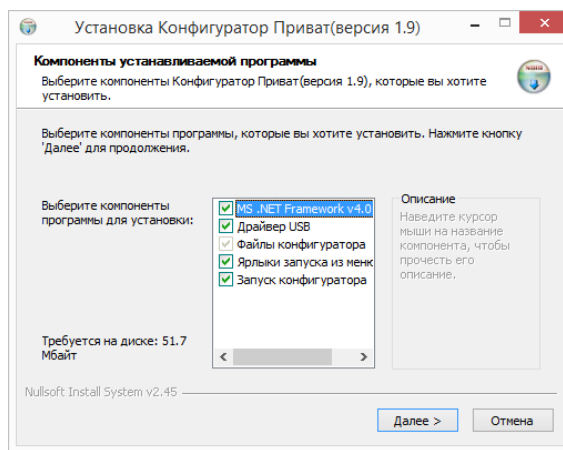 Установка Конфигуратор Приват(версия 1.9)
Компоненты устанавливаемой программы
Выберите компоненты Конфигуратор Приват(версия 1.9), которые вы хотите
установить.
Выберите компоненты программы, которые вы хотите установить. Нажмите кнопку
'Далее' для продолжения.
Выберите компоненты
программы для установки:
MS .NET Framework v4.0
Драйвер USB
Файлы конфигуратора
Ярлыки запуска из меню
Запуск конфигуратора
Описание
Наведите курсор
мыши на название
компонента, чтобы
прочесть его
описание.
Требуется на диске: 51.7
Мбайт
Nullsoft Install System v2.45
Далее >
Отмена